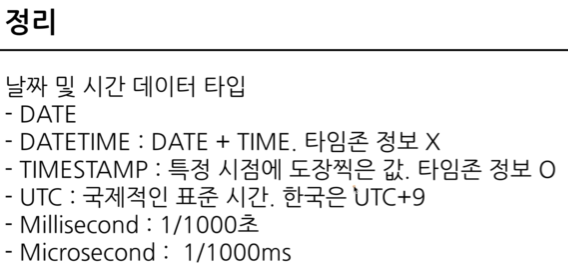 정리
날짜 및 시간 데이터 타입
- DATE
- DATETIME : DATE + TIME. 타임존 정보 X
- TIMESTAMP : 특정 시점에 도장찍은 값. 타임존 정보 O
- UTC : 국제적인 표준 시간. 한국은 UTC+9
- Millisecond : 1/1000초
- Microsecond : 1/1000ms